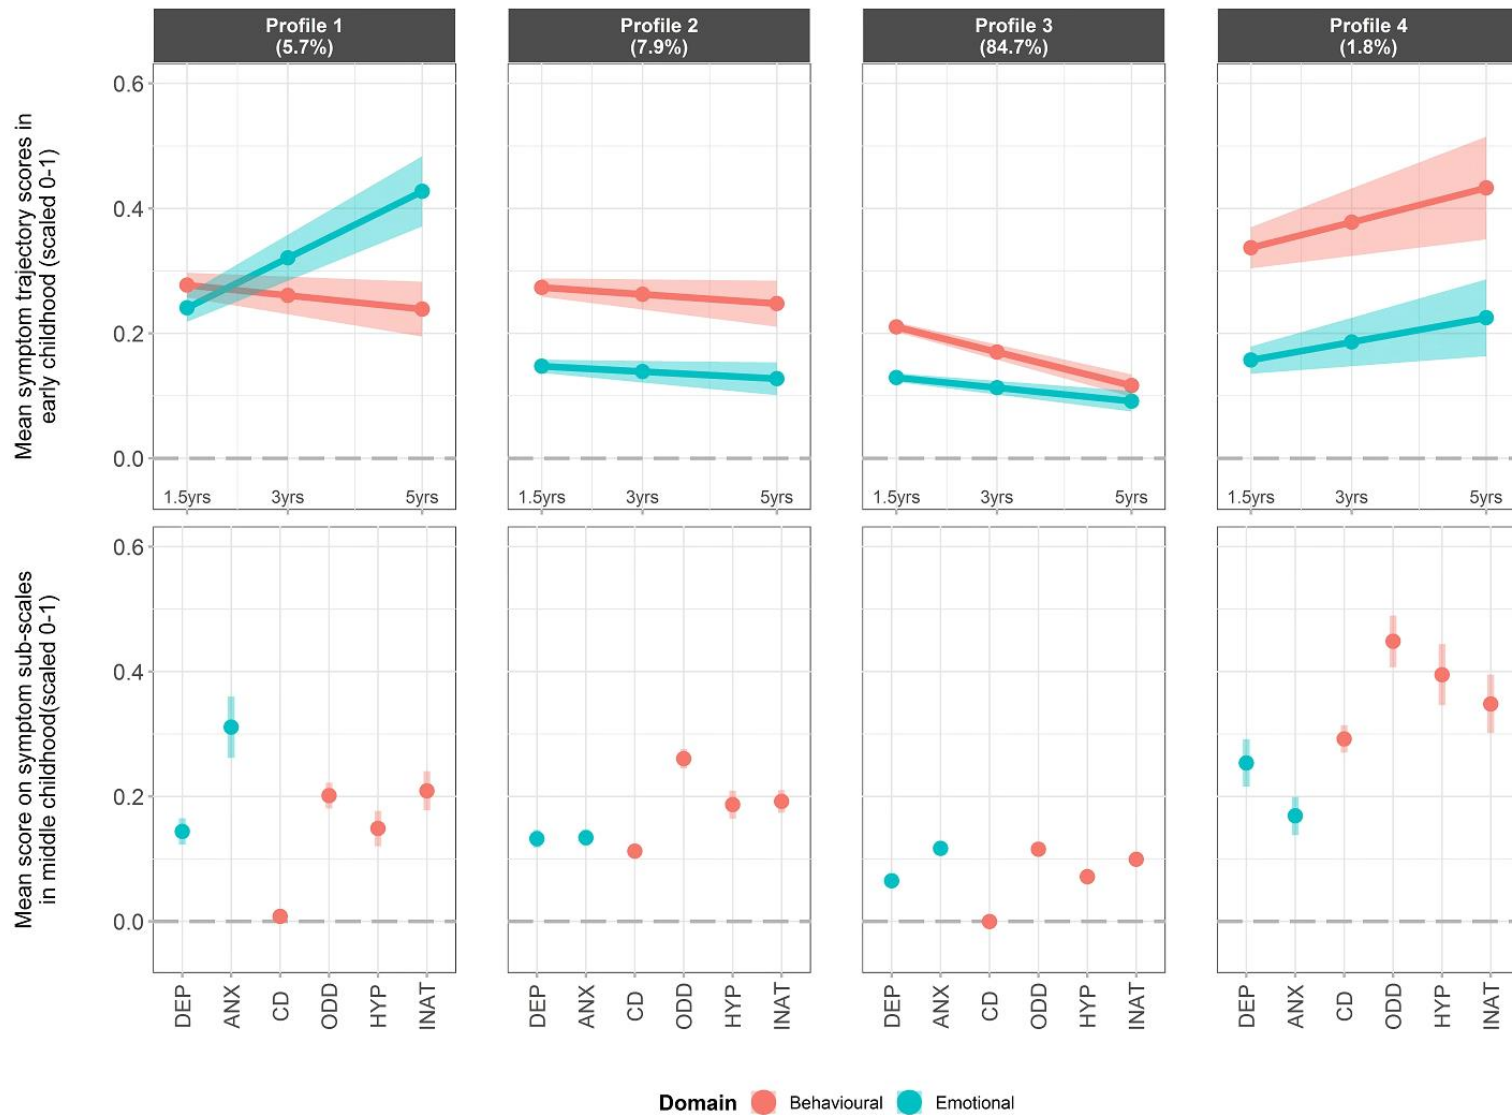 Profile 1
(5.7%)
Profile 2
(7.9%)
Profile 3
(84.7%)
Profile 4
(1.8%)
Mean symptom trajectory scores in
early childhood (scaled 0-1)
0.6
0.4
0.2
0.0
1.5yrs 3yrs 5yrs
1.5yrs 3yrs 5yrs
1.5yrs 3yrs 5yrs
1.5yrs 3yrs 5yrs
Mean score on symptom sub-scales
in middle childhood(scaled 0-1)
0.6
0.4
0.2
0.0
DEP ANX CD ODD HYP INAT
DEP ANX CD ODD HYP INAT
DEP ANX CD ODD HYP INAT
DEP ANX CD ODD HYP INAT
Domain Behavioural Emotional